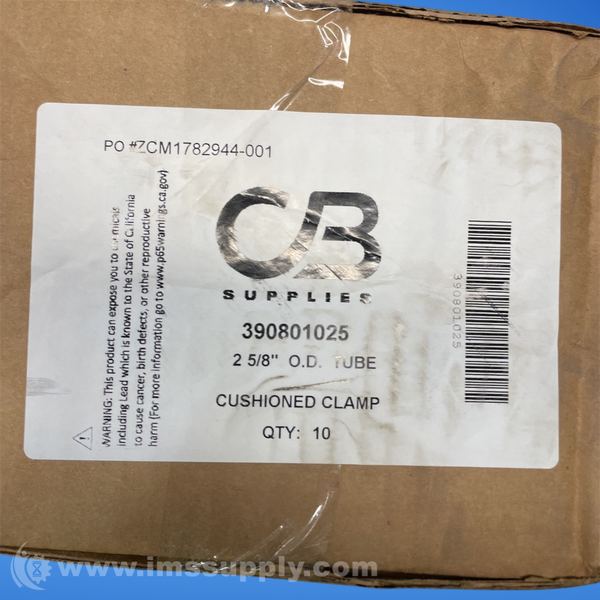 PO #ZCM1782944-001
CB
SUPPLIES
390801025
2 5/8" O.D. TUBE
CUSHIONED CLAMP
QTY: 10
WARNING: This product can expose you to chemicals
including Lead which is known to the State of California
to cause cancer, birth defects, or other reproductive
harm (For more information go to www.p65warnings.ca.gov)
390801025
www.imssupply.com